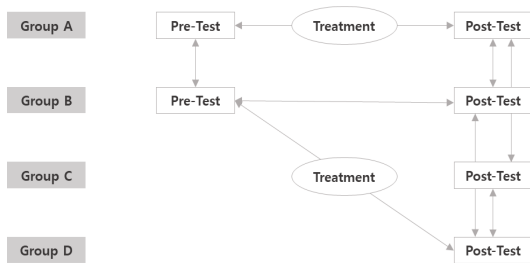 Group A
Pre-Test
Treatment
Post-Test
Group B
Pre-Test
Post-Test
Group C
Treatment
Post-Test
Group D
Post-Test